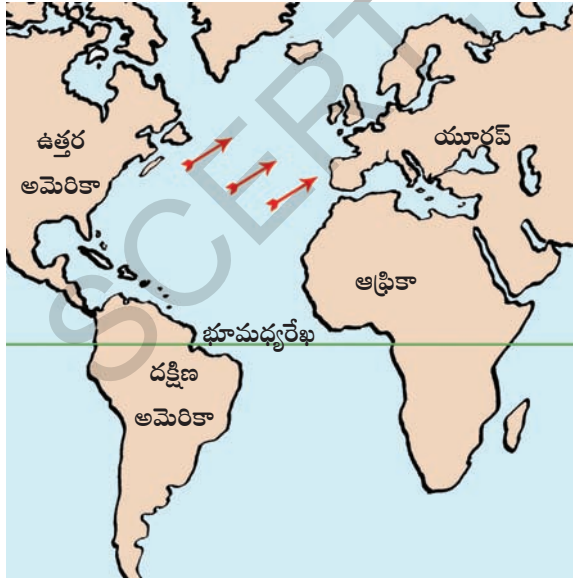 SCERT,
ఉత్తర
అమెరికా
యూరప్
ఆఫ్రికా
భూమధ్యరేఖ
దక్షిణ
అమెరికా